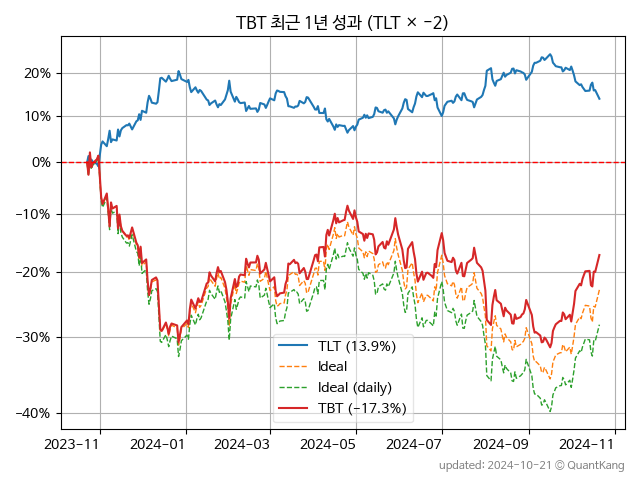 TBT 최근 1년 성과 (TLT × −2)
20%
10%
0%
−10%
−20%
−30%
−40%
TLT (13.9%)
Ideal
Ideal (daily)
TBT (−17.3%)
2023−11
2024−01
2024−03
2024−05
2024−07
2024−09
2024−11
updated: 2024-10-21 © QuantKang